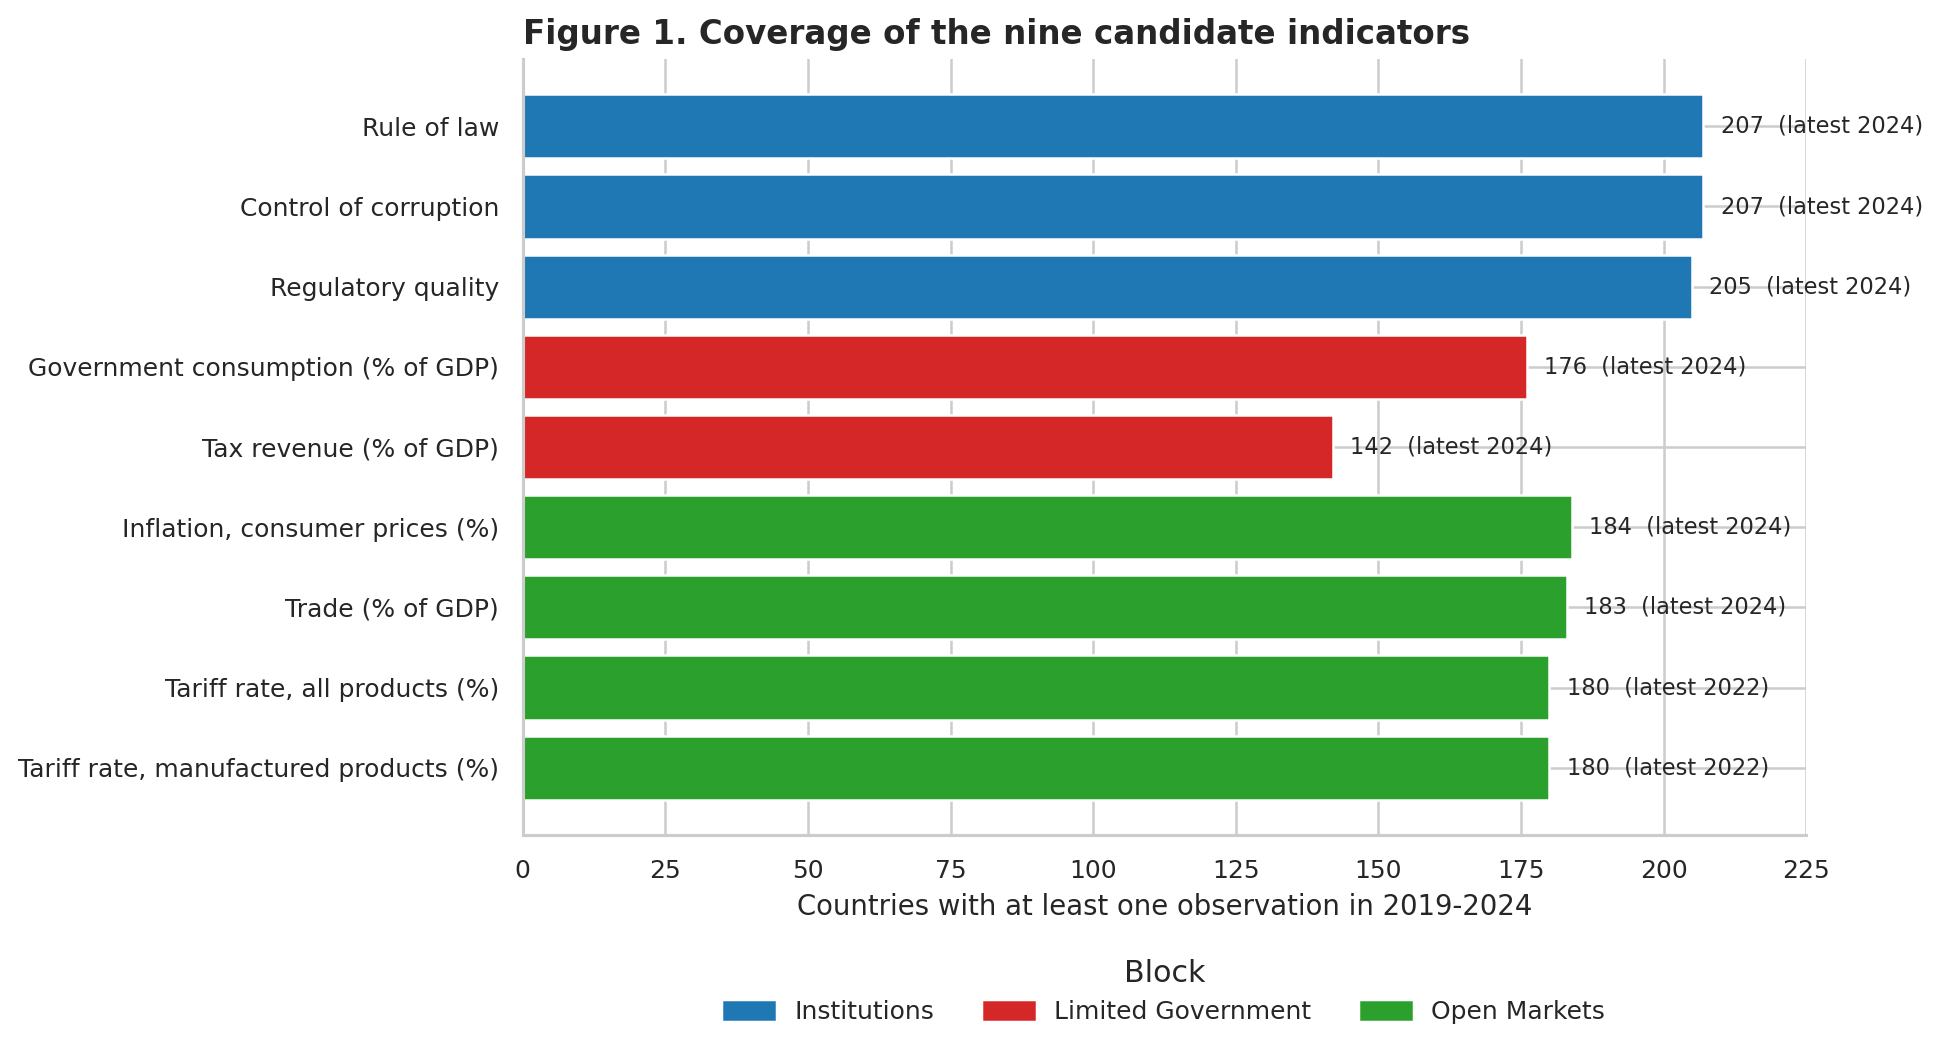 Figure 1. Coverage of the nine candidate indicators
Rule of law
207 (latest 2024)
Control of corruption
207 (latest 2024)
Regulatory quality
205 (latest 2024)
Government consumption (% of GDP)
176 (latest 2024)
Tax revenue (% of GDP)
142 (latest 2024)
Inflation, consumer prices (%)
184 (latest 2024)
Trade (% of GDP)
183 (latest 2024)
Tariff rate, all products (%)
180 (latest 2022)
Tariff rate, manufactured products (%)
180 (latest 2022)
0 25 50 75 100 125 150 175 200 225
Countries with at least one observation in 2019-2024
Block
Institutions Limited Government Open Markets